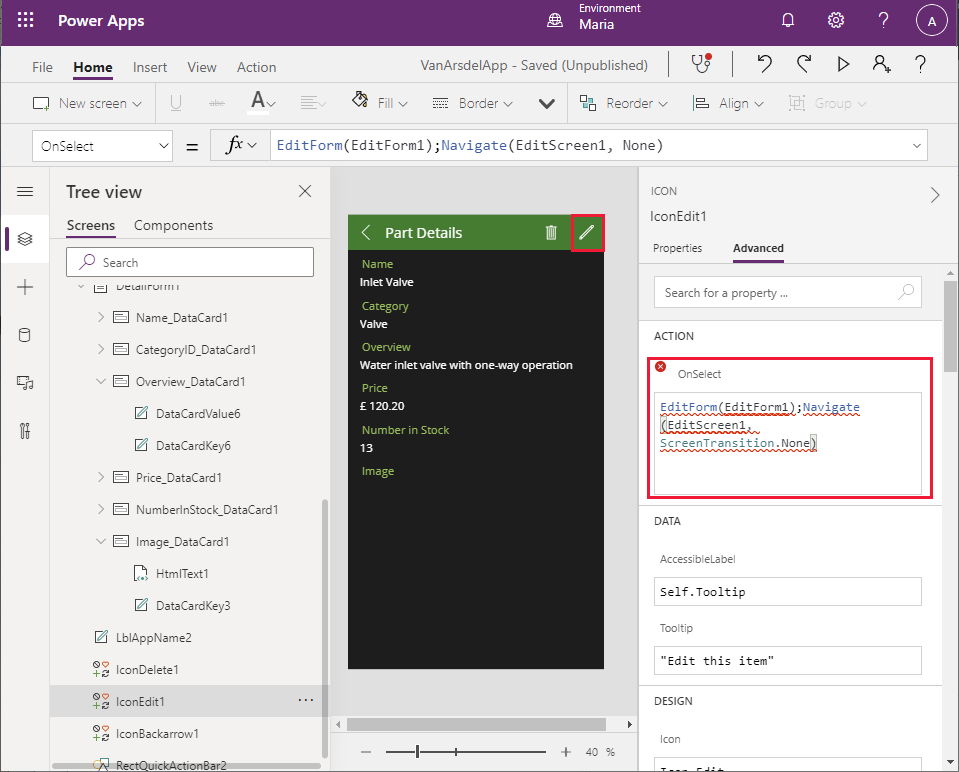 Power Apps
Environment
Maria
?
A
File
Home
Insert
View
Action
VanArsdelApp - Saved (Unpublished)
?
New screen
U
abc
A
Fill
Border
Reorder
Align
Group
OnSelect
=
fx
EditForm(EditForm1);Navigate(EditScreen1, None)
Tree view
Screens
Components
Search
DetailForm1
Name_DataCard1
CategoryID_DataCard1
Overview_DataCard1
DataCardValue6
DataCardKey6
Price_DataCard1
NumberInStock_DataCard1
Image_DataCard1
HtmlText1
DataCardKey3
LblAppName2
IconDelete1
IconEdit1
IconBackarrow1
RectQuickActionBar2
Part Details
Name
Inlet Valve
Category
Valve
Overview
Water inlet valve with one-way operation
Price
£ 120.20
Number in Stock
13
Image
40 %
ICON
IconEdit1
Properties
Advanced
Search for a property ...
ACTION
OnSelect
EditForm(EditForm1);Navigate
(EditScreen1,
ScreenTransition.None)
DATA
AccessibleLabel
Self.Tooltip
Tooltip
"Edit this item"
DESIGN
Icon
Icon.Edit